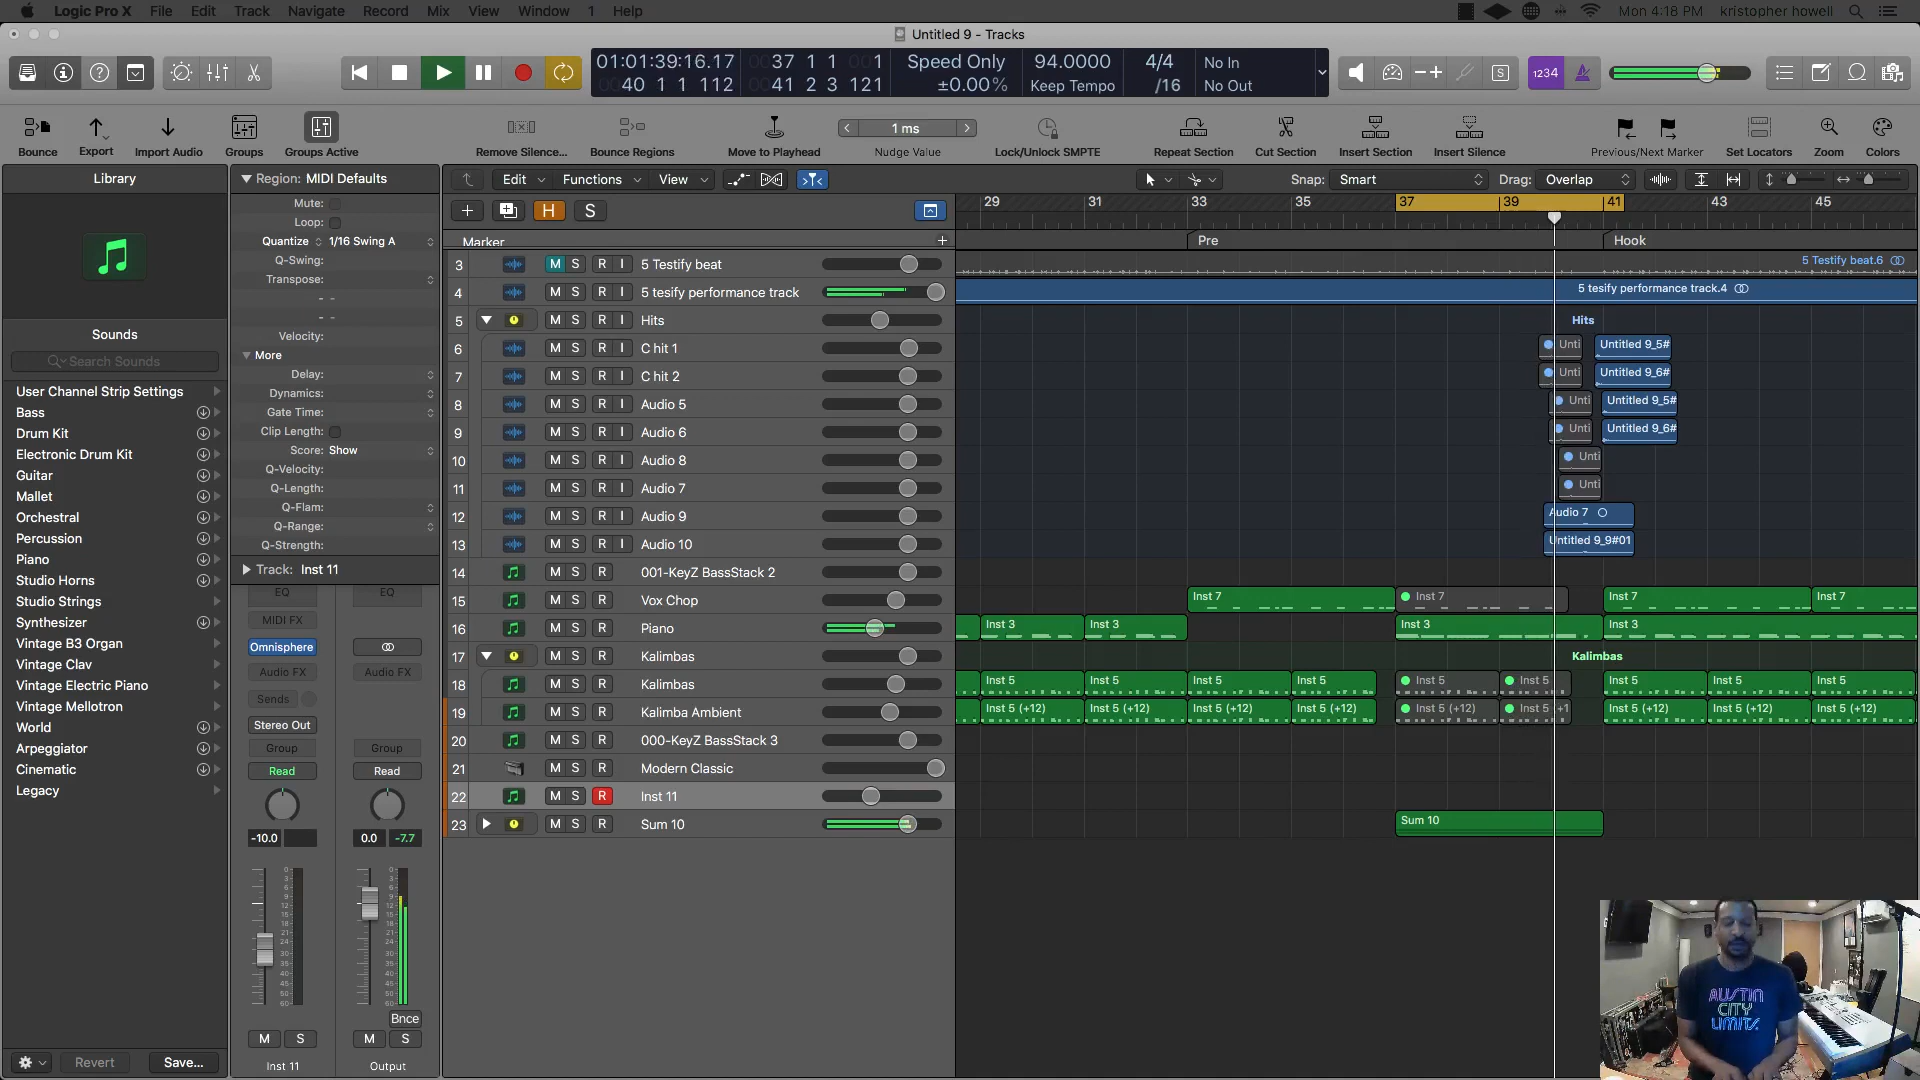 Logic Pro X File Edit Track Navigate Record Mix View Window 1 Help
Mon 4:18 PM kristopher howell
Untitled 9 - Tracks
01:01:39:16.17
40 1 1 112
37 1 1 001
41 2 3 121
Speed Only
±0.00%
94.0000
Keep Tempo
4/4
/16
No In
No Out
S
1234
Bounce
Export
Import Audio
Groups
Groups Active
Remove Silence...
Bounce Regions
Move to Playhead
1 ms
Nudge Value
Lock/Unlock SMPTE
Repeat Section
Cut Section
Insert Section
Insert Silence
Previous/Next Marker
Set Locators
Zoom
Colors
Library
Sounds
Search Sounds
User Channel Strip Settings
Bass
Drum Kit
Electronic Drum Kit
Guitar
Mallet
Orchestral
Percussion
Piano
Studio Horns
Studio Strings
Synthesizer
Vintage B3 Organ
Vintage Clav
Vintage Electric Piano
Vintage Mellotron
World
Arpeggiator
Cinematic
Legacy
Revert
Save...
Region: MIDI Defaults
Mute:
Loop:
Quantize 1/16 Swing A
Q-Swing:
Transpose:
- -
- -
Velocity:
More
Delay:
Dynamics:
Gate Time:
Clip Length:
Score: Show
Q-Velocity:
Q-Length:
Q-Flam:
Q-Range:
Q-Strength:
Track: Inst 11
EQ
MIDI FX
Omnisphere
Audio FX
Sends
Stereo Out
Group
Read
-10.0
M S
Inst 11
EQ
Audio FX
Group
Read
0.0 -7.7
Bnce
M S
Output
Edit Functions View
Snap: Smart
Drag: Overlap
H S
29 31 33 35 37 39 41 43 45
Marker
Pre
Hook
3 M S R I 5 Testify beat
5 Testify beat.6
4 M S R I 5 tesify performance track
5 tesify performance track.4
5 M S R I Hits
Hits
6 M S R I C hit 1
Unti Untitled 9_5#
7 M S R I C hit 2
Unti Untitled 9_6#
8 M S R I Audio 5
Unti Untitled 9_5#
9 M S R I Audio 6
Unti Untitled 9_6#
10 M S R I Audio 8
Unti
11 M S R I Audio 7
Unti
12 M S R I Audio 9
Audio 7
13 M S R I Audio 10
Untitled 9_9#01
14 M S R 001-KeyZ BassStack 2
15 M S R Vox Chop
Inst 7 Inst 7 Inst 7 Inst 7
16 M S R Piano
Inst 3 Inst 3 Inst 3 Inst 3
17 M S R Kalimbas
Kalimbas
18 M S R Kalimbas
Inst 5 Inst 5 Inst 5 Inst 5 Inst 5 Inst 5 Inst 5 Inst 5
19 M S R Kalimba Ambient
Inst 5 (+12) Inst 5 (+12) Inst 5 (+12) Inst 5 (+12) Inst 5 (+12) Inst 5 (+1 Inst 5 (+12) Inst 5 (+12) Inst 5 (+12)
20 M S R 000-KeyZ BassStack 3
21 M S R Modern Classic
22 M S R Inst 11
23 M S R Sum 10
Sum 10
AUSTIN
CITY
LIMITS